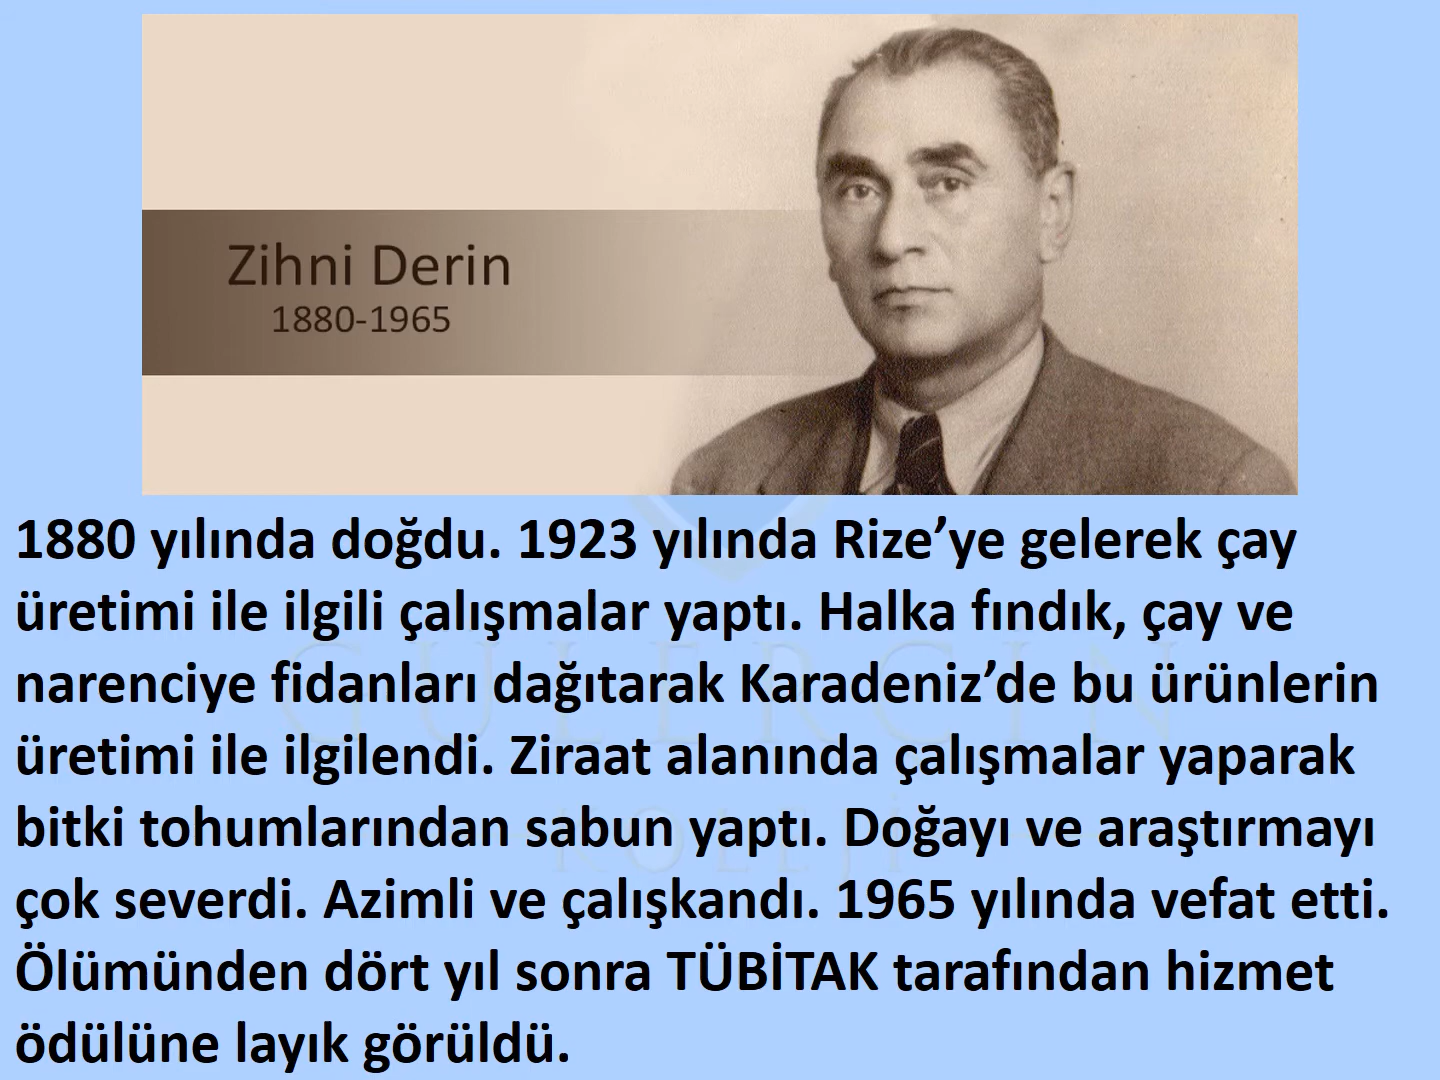 Zihni Derin
1880-1965
1880 yılında doğdu. 1923 yılında Rize’ye gelerek çay
üretimi ile ilgili çalışmalar yaptı. Halka fındık, çay ve
narenciye fidanları dağıtarak Karadeniz’de bu ürünlerin
üretimi ile ilgilendi. Ziraat alanında çalışmalar yaparak
bitki tohumlarından sabun yaptı. Doğayı ve araştırmayı
çok severdi. Azimli ve çalışkandı. 1965 yılında vefat etti.
Ölümünden dört yıl sonra TÜBİTAK tarafından hizmet
ödülüne layık görüldü.
GÜLERÇİN
KOLEJİ